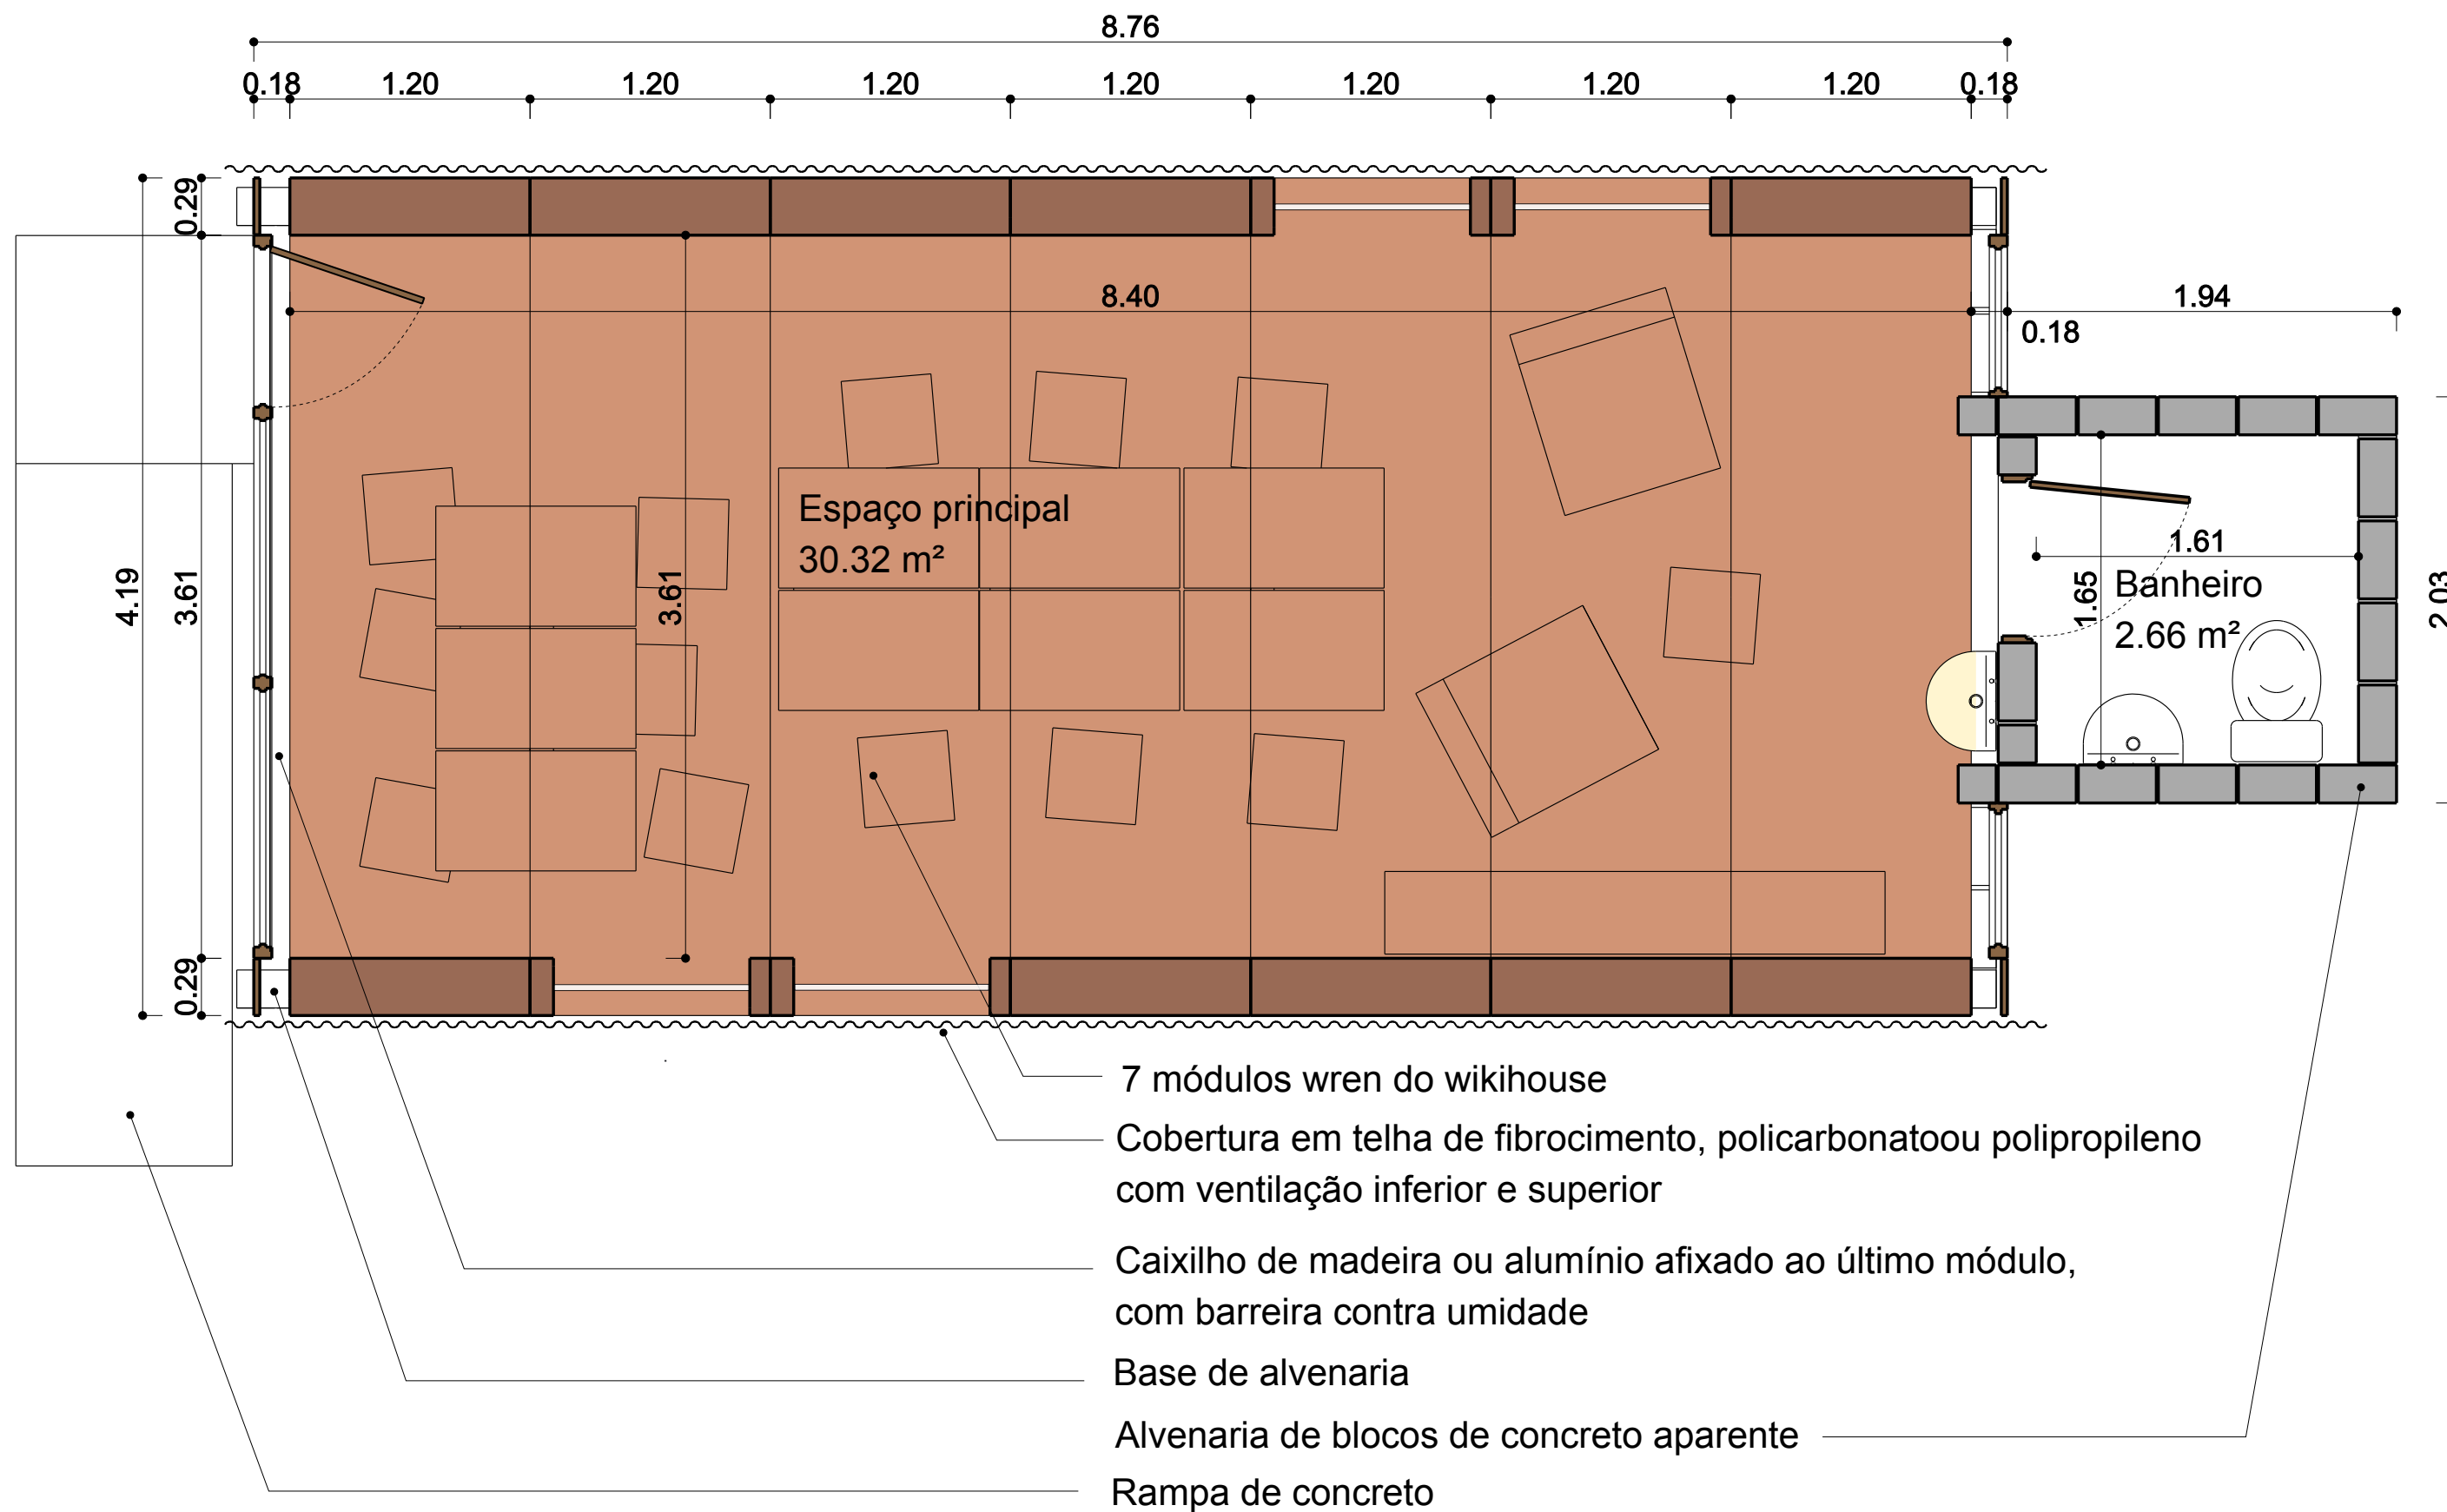 8.76
0.18 1.20 1.20 1.20 1.20 1.20 1.20 1.20 0.18
0.29
8.40
1.94
0.18
Espaço principal
30.32 m²
4.19
3.61
3.61
1.61
1.65
Banheiro
2.66 m²
2.03
0.29
7 módulos wren do wikihouse
Cobertura em telha de fibrocimento, policarbonatoou polipropileno
com ventilação inferior e superior
Caixilho de madeira ou alumínio afixado ao último módulo,
com barreira contra umidade
Base de alvenaria
Alvenaria de blocos de concreto aparente
Rampa de concreto